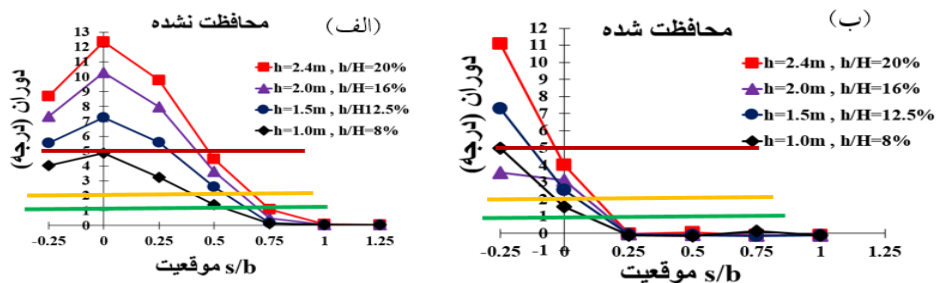 (الف) محافظت نشده
13
12
11
10
9
8
7
6
5
4
3
2
1
0
دوران (درجه)
h=2.4m , h/H=20%
h=2.0m , h/H=16%
h=1.5m , h/H12.5%
h=1.0m , h/H=8%
-0.25 0 0.25 0.5 0.75 1 1.25
موقعیت s/b
(ب)
محافظت شده
12
11
10
9
8
7
6
5
4
3
2
1
0
-1
دوران (درجه)
h=2.4m , h/H=20%
h=2.0m , h/H=16%
h=1.5m , h/H=12.5%
h=1.0m , h/H=8%
-0.25 0 0.25 0.5 0.75 1 1.25
موقعیت s/b